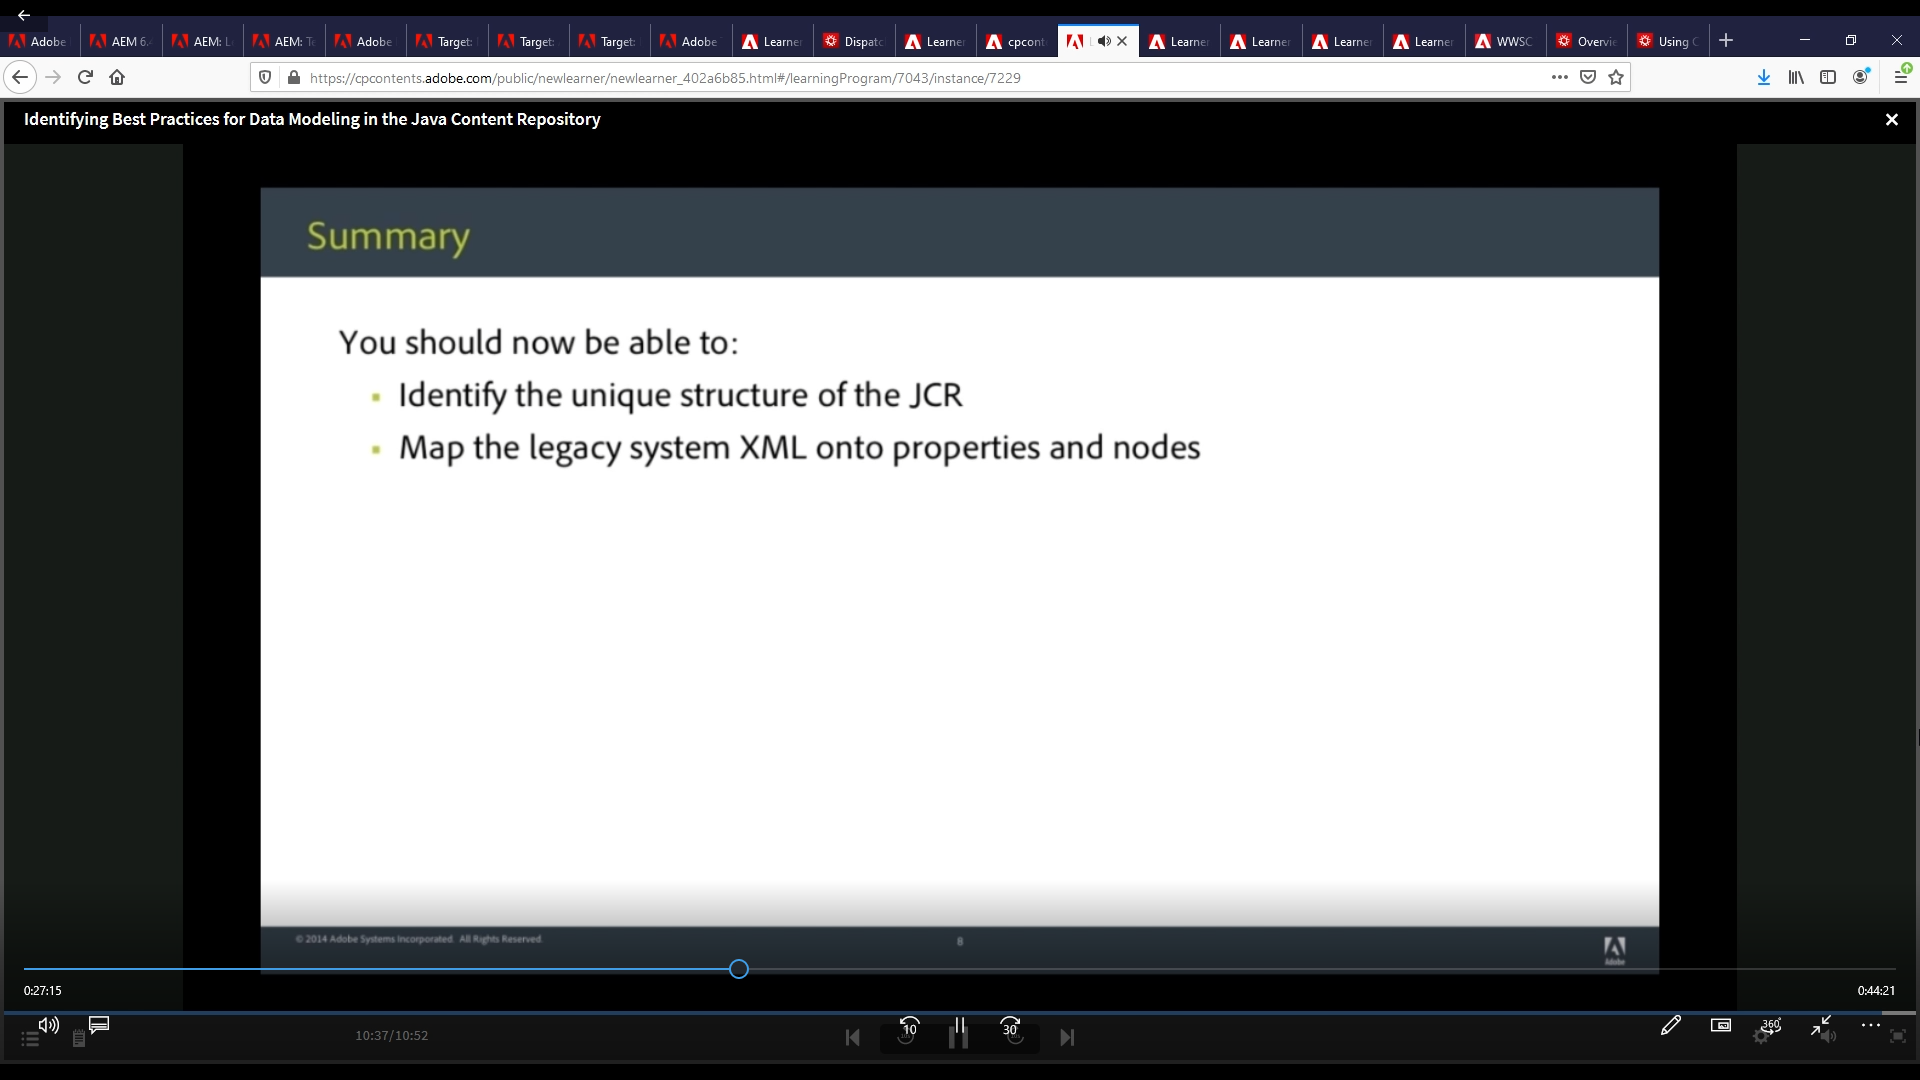 Adobe
AEM 6.
AEM: L
AEM: Te
Adobe
Target:
Target:
Target:
Adobe
Learner
Dispatc
Learner
cpconte
Learner
Learner
Learner
Learner
WWSC
Overvie
Using C
https://cpcontents.adobe.com/public/newlearner/newlearner_402a6b85.html#/learningProgram/7043/instance/7229
Identifying Best Practices for Data Modeling in the Java Content Repository
Summary
You should now be able to:
Identify the unique structure of the JCR
Map the legacy system XML onto properties and nodes
© 2014 Adobe Systems Incorporated. All Rights Reserved.
8
Adobe
0:27:15
0:44:21
10:37/10:52
10
30
360°